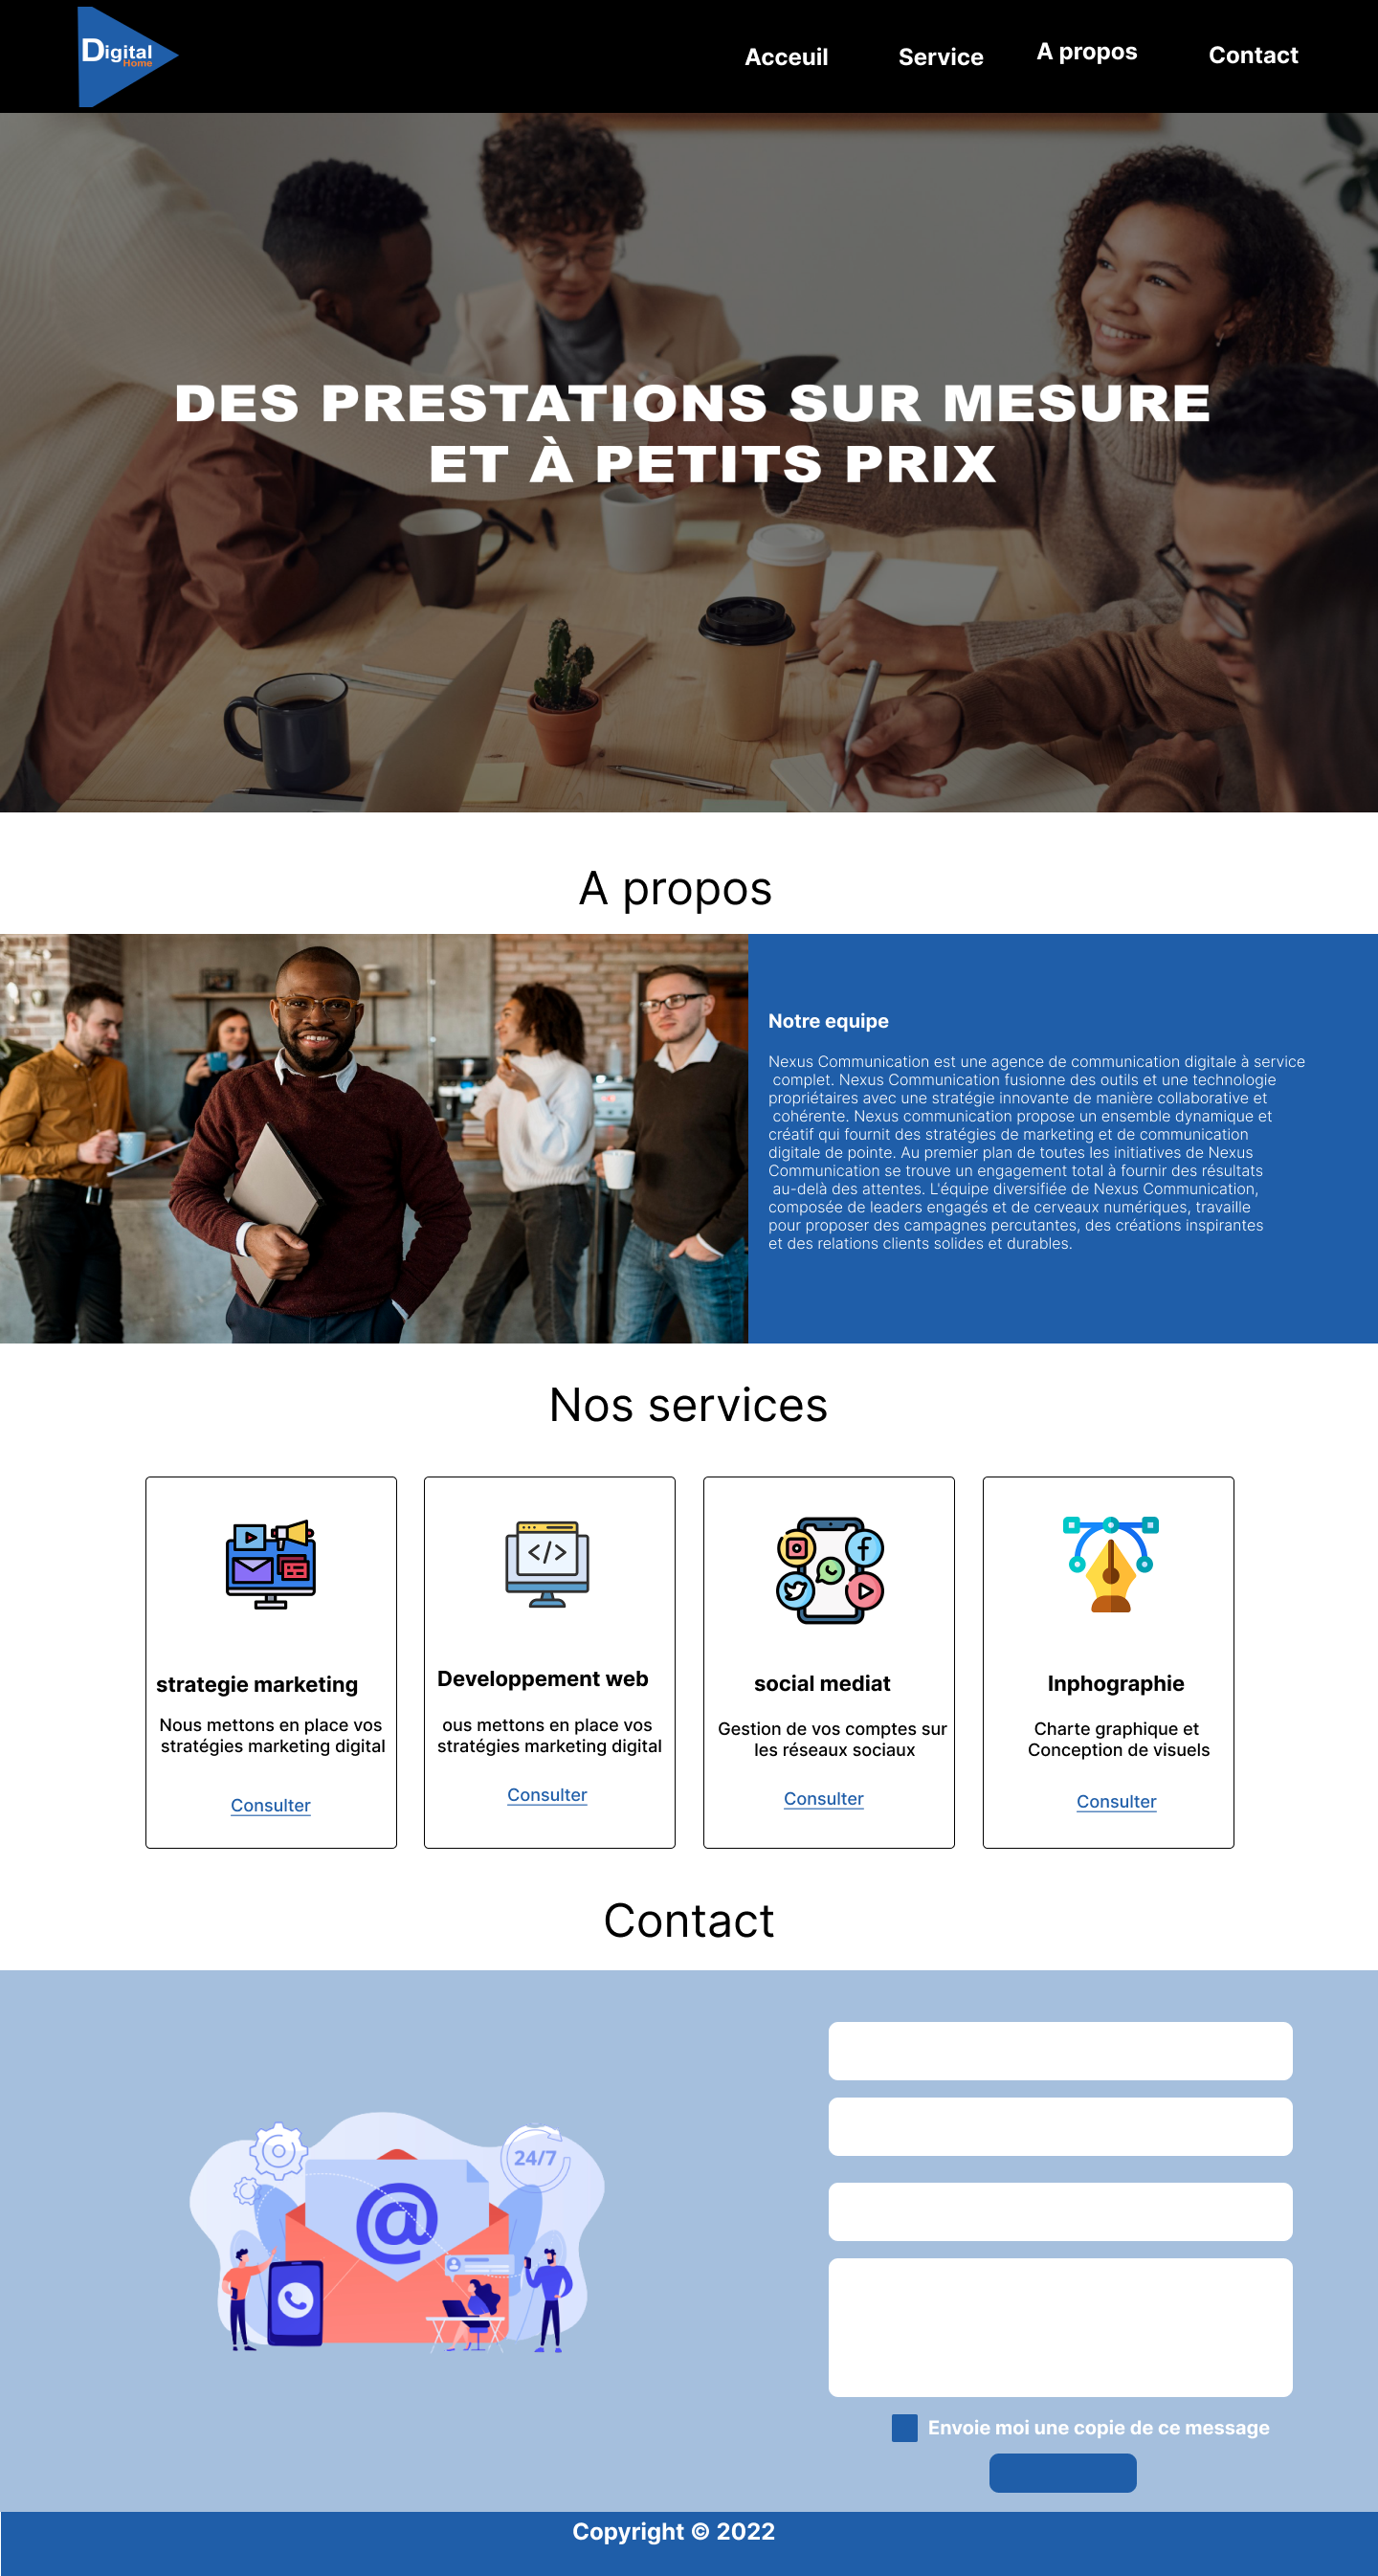 Digital
Home
Acceuil
Service
A propos
Contact
DES PRESTATIONS SUR MESURE
ET À PETITS PRIX
A propos
Notre equipe
Nexus Communication est une agence de communication digitale à service
complet. Nexus Communication fusionne des outils et une technologie
propriétaires avec une stratégie innovante de manière collaborative et
cohérente. Nexus communication propose un ensemble dynamique et
créatif qui fournit des stratégies de marketing et de communication
digitale de pointe. Au premier plan de toutes les initiatives de Nexus
Communication se trouve un engagement total à fournir des résultats
au-delà des attentes. L'équipe diversifiée de Nexus Communication,
composée de leaders engagés et de cerveaux numériques, travaille
pour proposer des campagnes percutantes, des créations inspirantes
et des relations clients solides et durables.
Nos services
strategie marketing
Nous mettons en place vos
stratégies marketing digital
Consulter
Developpement web
ous mettons en place vos
stratégies marketing digital
Consulter
social mediat
Gestion de vos comptes sur
les réseaux sociaux
Consulter
Inphographie
Charte graphique et
Conception de visuels
Consulter
Contact
24/7
@
Envoie moi une copie de ce message
Copyright © 2022